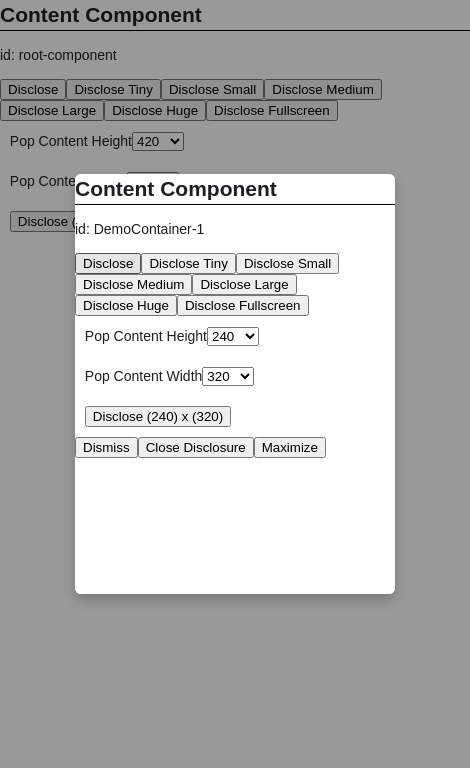 Content Component
id: root-component
Disclose Disclose Tiny Disclose Small Disclose Medium
Disclose Large Disclose Huge Disclose Fullscreen
Pop Content Height 420
Pop Conte
Disclose (
Content Component
id: DemoContainer-1
Disclose Disclose Tiny Disclose Small
Disclose Medium Disclose Large
Disclose Huge Disclose Fullscreen
Pop Content Height 240
Pop Content Width 320
Disclose (240) x (320)
Dismiss Close Disclosure Maximize